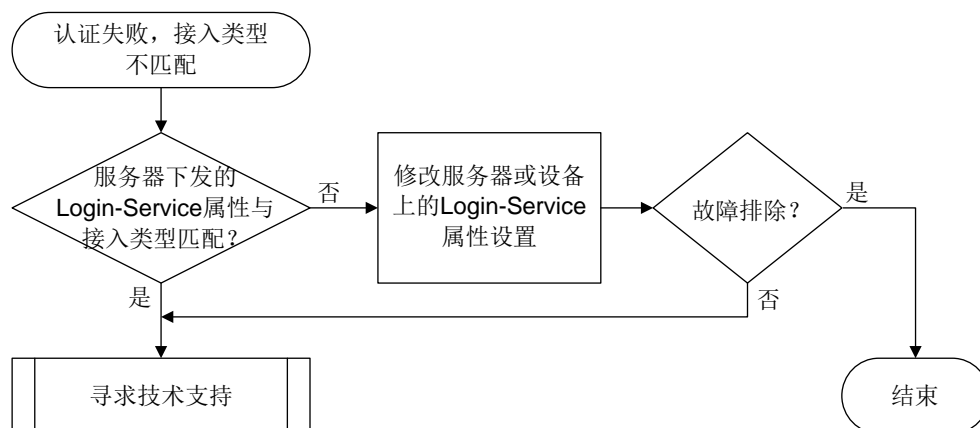 认证失败，接入类型
不匹配
服务器下发的
Login-Service属性与
接入类型匹配？
否
修改服务器或设备
上的Login-Service
属性设置
故障排除？
是
是
否
寻求技术支持
结束